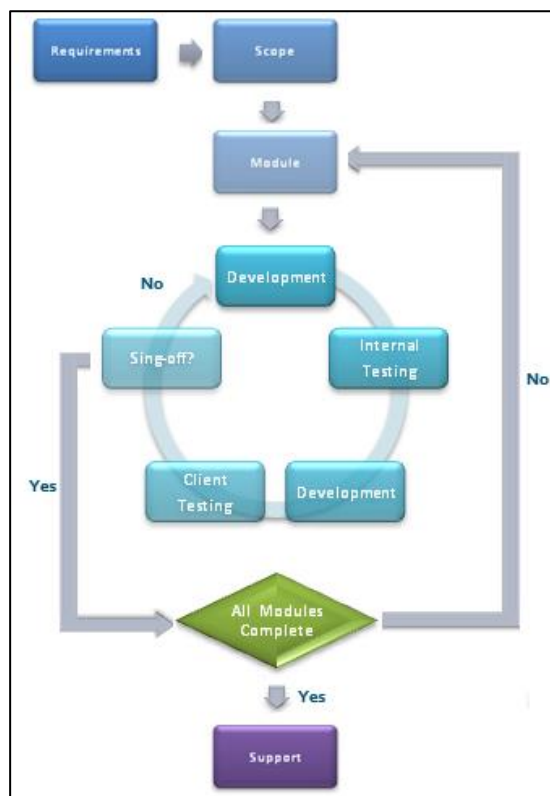 Requirements
Scope
Module
Development
No
Sing-off?
Internal
Testing
No
Client
Testing
Development
Yes
All Modules
Complete
Yes
Support